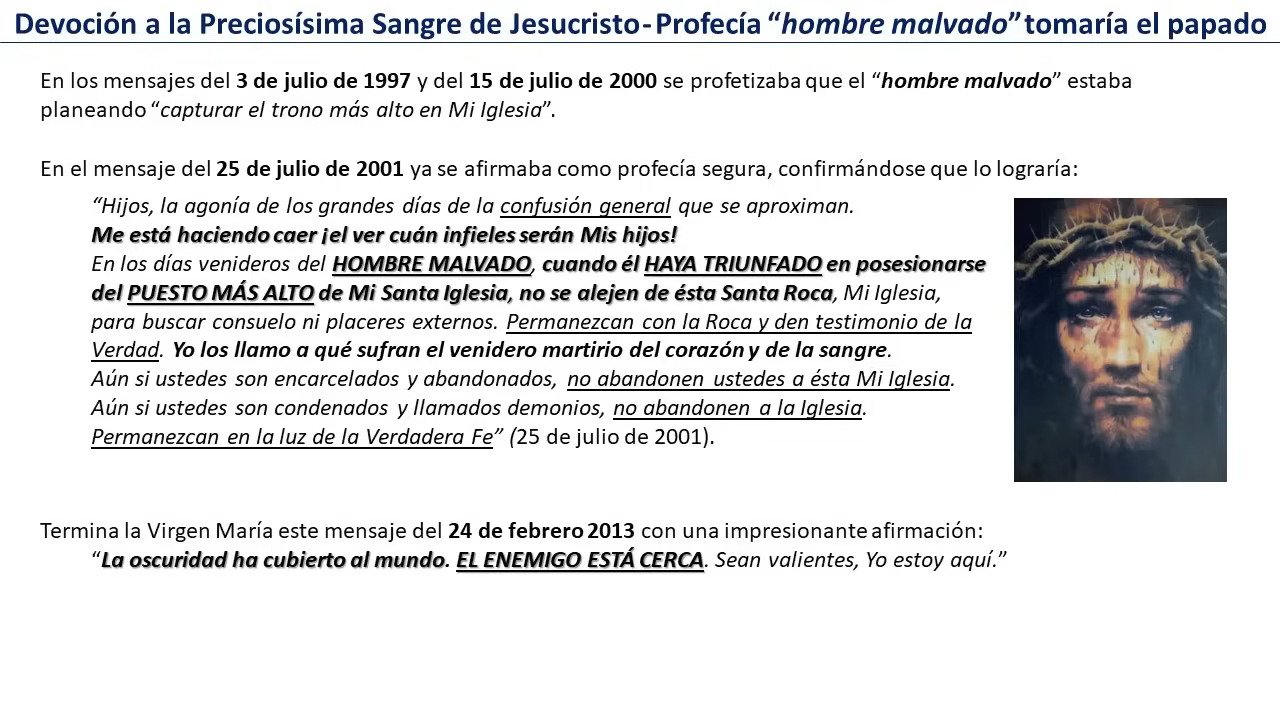 Devoción a la Preciosísima Sangre de Jesucristo-Profecía “hombre malvado” tomaría el papado
En los mensajes del 3 de julio de 1997 y del 15 de julio de 2000 se profetizaba que el “hombre malvado” estaba
planeando “capturar el trono más alto en Mi Iglesia”.
En el mensaje del 25 de julio de 2001 ya se afirmaba como profecía segura, confirmándose que lo lograría:
“Hijos, la agonía de los grandes días de la confusión general que se aproximan.
Me está haciendo caer ¡el ver cuán infieles serán Mis hijos!
En los días venideros del HOMBRE MALVADO, cuando él HAYA TRIUNFADO en posesionarse
del PUESTO MÁS ALTO de Mi Santa Iglesia, no se alejen de ésta Santa Roca, Mi Iglesia,
para buscar consuelo ni placeres externos. Permanezcan con la Roca y den testimonio de la
Verdad. Yo los llamo a qué sufran el venidero martirio del corazón y de la sangre.
Aún si ustedes son encarcelados y abandonados, no abandonen ustedes a ésta Mi Iglesia.
Aún si ustedes son condenados y llamados demonios, no abandonen a la Iglesia.
Permanezcan en la luz de la Verdadera Fe” (25 de julio de 2001).
Termina la Virgen María este mensaje del 24 de febrero 2013 con una impresionante afirmación:
“La oscuridad ha cubierto al mundo. EL ENEMIGO ESTÁ CERCA. Sean valientes, Yo estoy aquí.”